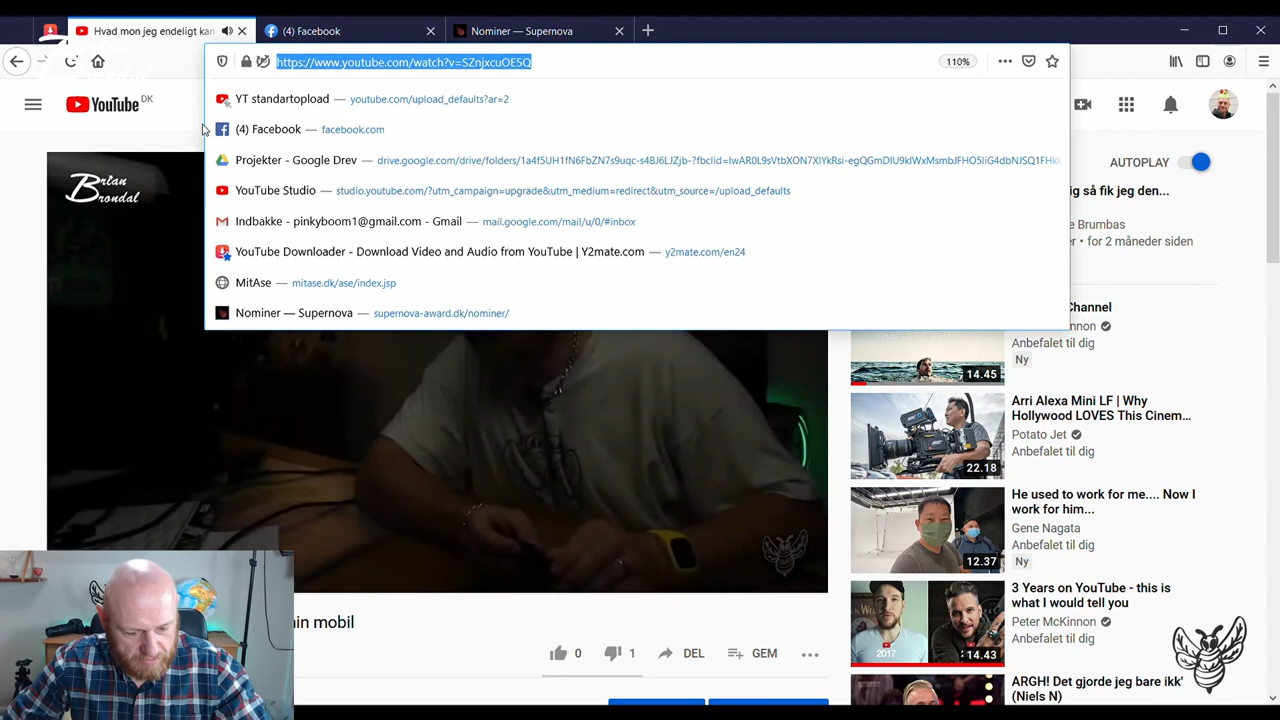 Hvad mon jeg endeligt kan
(4) Facebook
Nominer — Supernova
https://www.youtube.com/watch?v=SZnjxcuOE5Q
110%
YT standartopload — youtube.com/upload_defaults?ar=2
(4) Facebook — facebook.com
Projekter - Google Drev — drive.google.com/drive/folders/1a4f5UH1fN6FbZN7s9uqc-s4BJ6LJZJb-?fbclid=IwAR0L9sVtbXON7XlYkRsi-egQGmDIU9kIWxMsmbJFHO5liG4dbNJSQ1FHk
YouTube Studio — studio.youtube.com/?utm_campaign=upgrade&utm_medium=redirect&utm_source=/upload_defaults
Indbakke - pinkyboom1@gmail.com - Gmail — mail.google.com/mail/u/0/#inbox
YouTube Downloader - Download Video and Audio from YouTube | Y2mate.com — y2mate.com/en24
MitAse — mitase.dk/ase/index.jsp
Nominer — Supernova — supernova-award.dk/nominer/
YouTube DK
Brian
Brondal
AUTOPLAY
ig så fik jeg den...
e Brumbas
er • for 2 måneder siden
Channel
nnon
Anbefalet til dig
Ny
14.45
Arri Alexa Mini LF | Why
Hollywood LOVES This Cinem...
Potato Jet
Anbefalet til dig
22.18
He used to work for me.... Now I
work for him...
Gene Nagata
Anbefalet til dig
Ny
12.37
3 Years on YouTube - this is
what I would tell you
Peter McKinnon
Anbefalet til dig
2017
14.43
ARGH! Det gjorde jeg bare ikk'
(Niels N)
min mobil
0
1
DEL
GEM